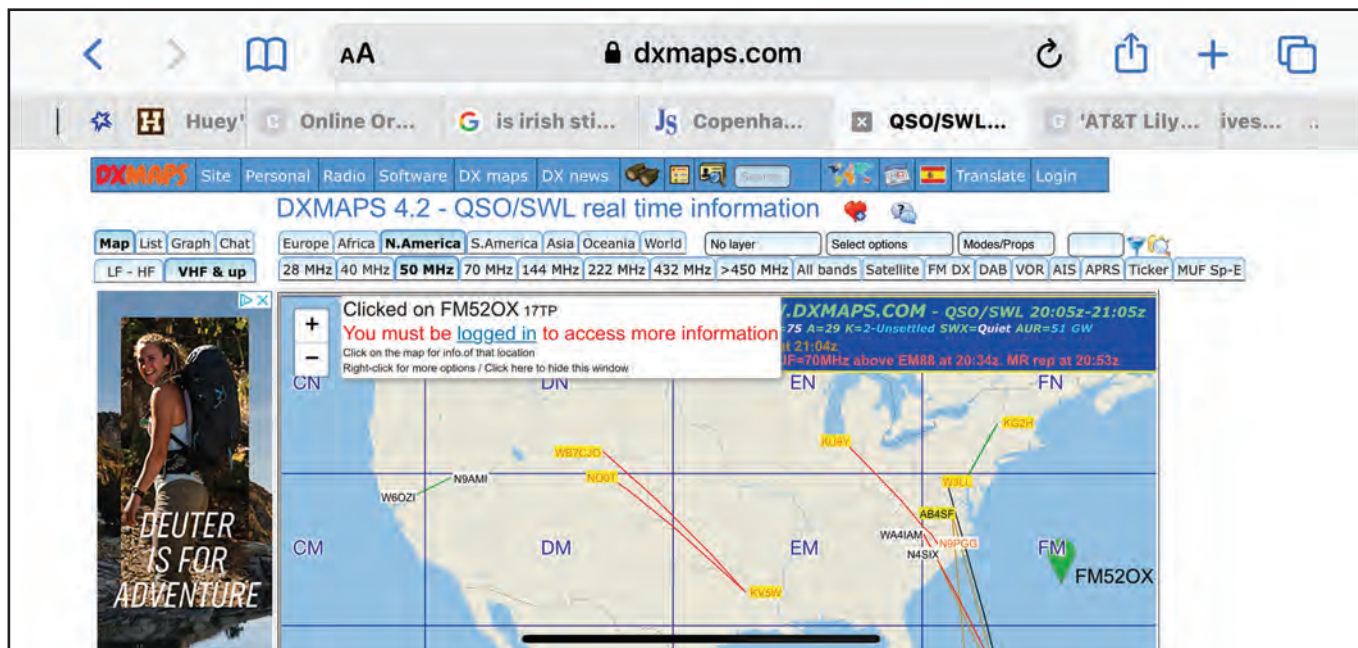 AA dxmaps.com
Huey' Online Or... is irish sti... Copenha... QSO/SWL... 'AT&T Lily... ives... ..
DXMAPS Site Personal Radio Software DX maps DX news Search Translate Login
DXMAPS 4.2 - QSO/SWL real time information
Map List Graph Chat Europe Africa N.America S.America Asia Oceania World No layer Select options Modes/Props
LF - HF VHF & up 28 MHz 40 MHz 50 MHz 70 MHz 144 MHz 222 MHz 432 MHz >450 MHz All bands Satellite FM DX DAB VOR AIS APRS Ticker MUF Sp-E
+
−
Clicked on FM52OX 17TP
You must be logged in to access more information
Click on the map for info.of that location
Right-click for more options / Click here to hide this window
.DXMAPS.COM - QSO/SWL 20:05z-21:05z
=75 A=29 K=2-Unsettled SWX=Quiet AUR=51 GW
at 21:04z
UF=70MHz above EM88 at 20:34z. MR rep at 20:53z
CN DN EN FN
KG2H
KU4Y
WB7CJO
N9AMI NO0T W3LL
W6OZI
AB4SF
WA4IAM N9PGG
N4SIX
CM DM EM FM
FM52OX
KV5W
DEUTER
IS FOR
ADVENTURE